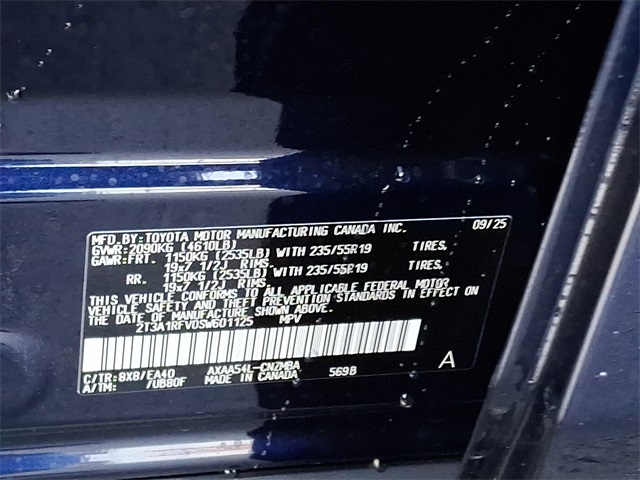 MFD. BY: TOYOTA MOTOR MANUFACTURING CANADA INC. 09/25
GVWR: 2090KG (4610LB)
GAWR: FRT. 1150KG (2535LB) WITH 235/55R19 TIRES,
19x7 1/2J RIMS,
RR. 1150KG (2535LB) WITH 235/55R19 TIRES,
19x7 1/2J RIMS.
THIS VEHICLE CONFORMS TO ALL APPLICABLE FEDERAL MOTOR
VEHICLE SAFETY AND THEFT PREVENTION STANDARDS IN EFFECT ON
THE DATE OF MANUFACTURE SHOWN ABOVE.
2T3A1RFV0SW601125 MPV
C/TR: 8X8/EA40 AXAA54L-CNZMBA 569B A
A/TM: /UB80F MADE IN CANADA